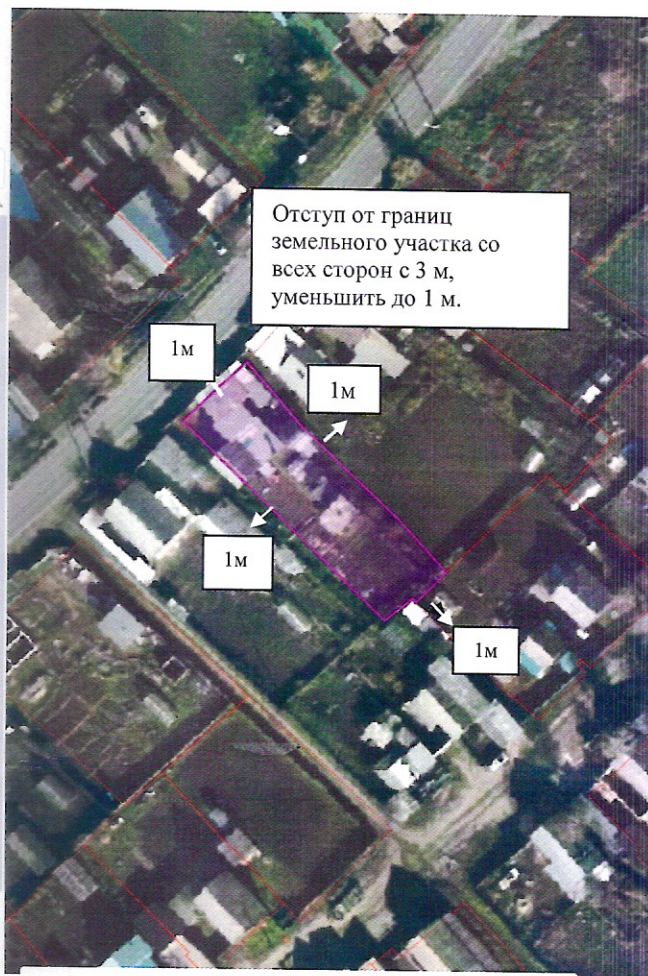 Отступ от границ
земельного участка со
всех сторон с 3 м,
уменьшить до 1 м.
1м
1м
1м
1м